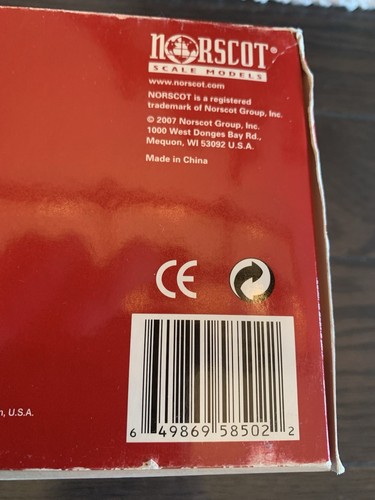 NORSCOT®
SCALE MODELS
www.norscot.com
NORSCOT is a registered
trademark of Norscot Group, Inc.
© 2007 Norscot Group, Inc.
1000 West Donges Bay Rd.,
Mequon, WI 53092 U.S.A.
Made in China
CE
6 49869 58502 2
, U.S.A.